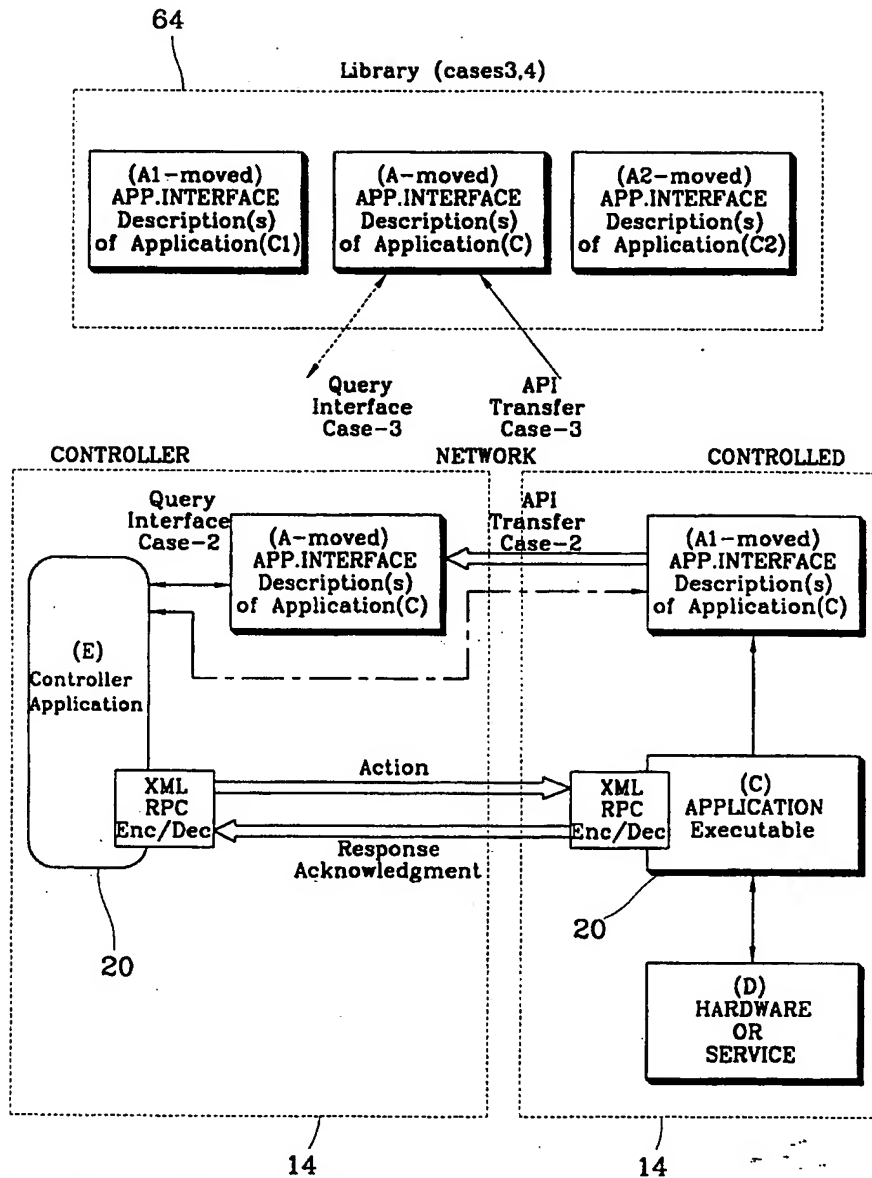 64
Library (cases3,4)
(A1-moved)
APP.INTERFACE
Description(s)
of Application(C1)
(A-moved)
APP.INTERFACE
Description(s)
of Application(C)
(A2-moved)
APP.INTERFACE
Description(s)
of Application(C2)
Query
Interface
Case-3
API
Transfer
Case-3
CONTROLLER
NETWORK
CONTROLLED
Query
Interface
Case-2
(A-moved)
APP.INTERFACE
Description(s)
of Application(C)
API
Transfer
Case-2
(A1-moved)
APP.INTERFACE
Description(s)
of Application(C)
(E)
Controller
Application
XML
RPC
Enc/Dec
Action
Response
Acknowledgment
XML
RPC
Enc/Dec
(C)
APPLICATION
Executable
20
20
(D)
HARDWARE
OR
SERVICE
14
14